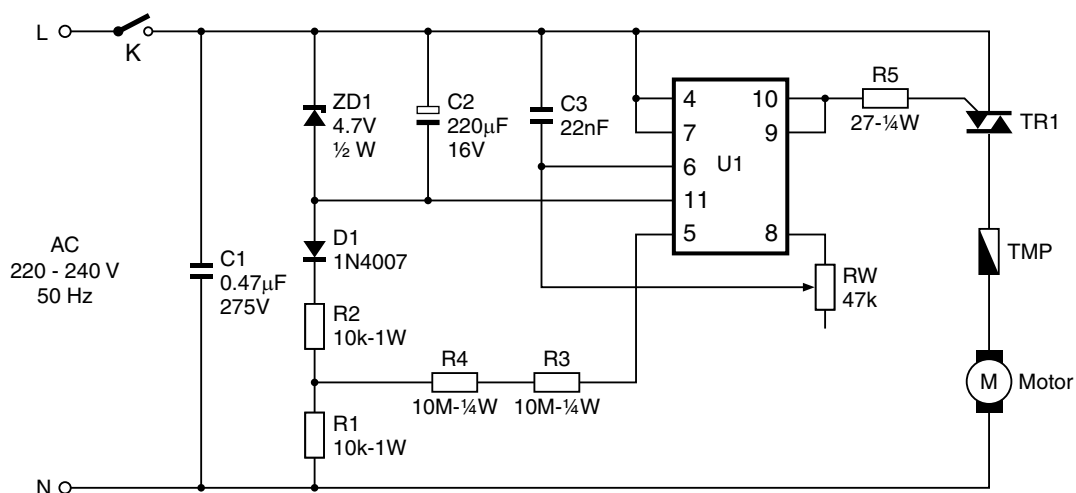 L
K
ZD1
4.7V
½ W
C2
220µF
16V
C3
22nF
4
7
6
11
5
10
9
8
U1
R5
27-¼W
TR1
AC
220 - 240 V
50 Hz
C1
0.47µF
275V
D1
1N4007
R2
10k-1W
R4
10M-¼W
R3
10M-¼W
R1
10k-1W
RW
47k
TMP
M
Motor
N